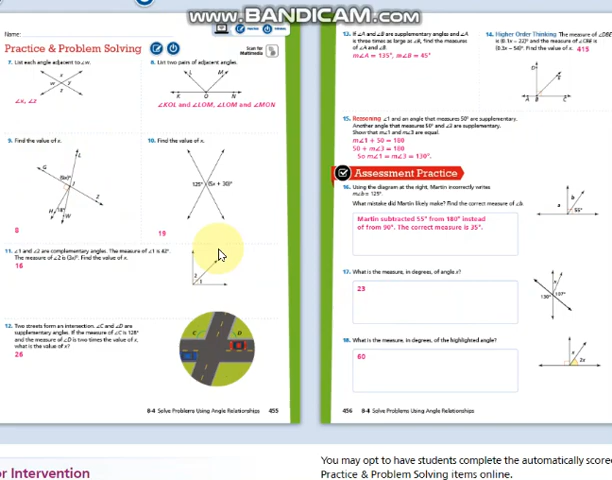 www.BANDICAM.com
Name:
PRACTICE
Practice & Problem Solving
Scan for
Multimedia
7. List each angle adjacent to ∠w.
x
w
y
z
∠x, ∠z
8. List two pairs of adjacent angles.
L
M
K
O
N
∠KOL and ∠LOM, ∠LOM and ∠MON
9. Find the value of x.
G
L
(6x)°
J
H
18°
W
8
10. Find the value of x.
125°
(5x + 30)°
19
11. ∠1 and ∠2 are complementary angles. The measure of ∠1 is 42°.
The measure of ∠2 is (3x)°. Find the value of x.
16
2
1
12. Two streets form an intersection. ∠C and ∠D are
supplementary angles. If the measure of ∠C is 128°
and the measure of ∠D is two times the value of x,
what is the value of x?
26
C
D
8-4 Solve Problems Using Angle Relationships 455
13. If ∠A and ∠B are supplementary angles and ∠A
is three times as large as ∠B, find the measures
of ∠A and ∠B.
m∠A = 135°, m∠B = 45°
14. Higher Order Thinking The measure of ∠DBE
is (0.1x − 22)° and the measure of ∠CBE is
(0.3x − 54)°. Find the value of x. 415
D
E
A
B
C
15. Reasoning ∠1 and an angle that measures 50° are supplementary.
Another angle that measures 50° and ∠3 are supplementary.
Show that m∠1 and m∠3 are equal.
m∠1 + 50 = 180
50 + m∠3 = 180
So m∠1 = m∠3 = 130°.
Assessment Practice
16. Using the diagram at the right, Martin incorrectly writes
m∠b = 125°.
What mistake did Martin likely make? Find the correct measure of ∠b.
a
b
55°
Martin subtracted 55° from 180° instead
of from 90°. The correct measure is 35°.
17. What is the measure, in degrees, of angle x?
x
107°
130°
23
18. What is the measure, in degrees, of the highlighted angle?
x
2x
60
456 8-4 Solve Problems Using Angle Relationships
or Intervention
You may opt to have students complete the automatically score
Practice & Problem Solving items online.